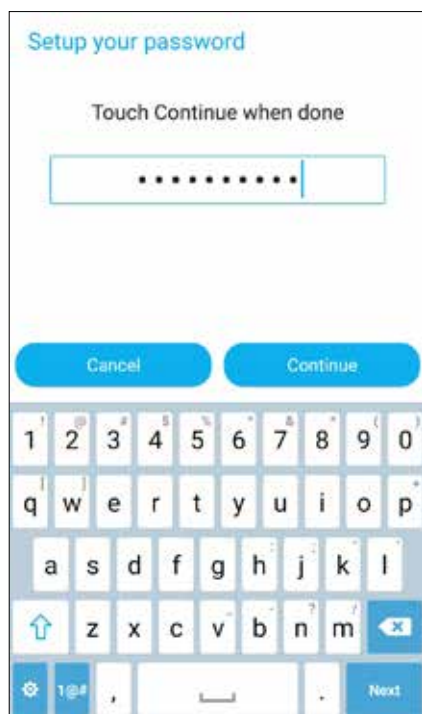 Setup your password
Touch Continue when done
••••••••••
Cancel Continue
1 2 3 4 5 6 7 8 9 0
q w e r t y u i o p
a s d f g h j k l
z x c v b n m
1@# , . Next